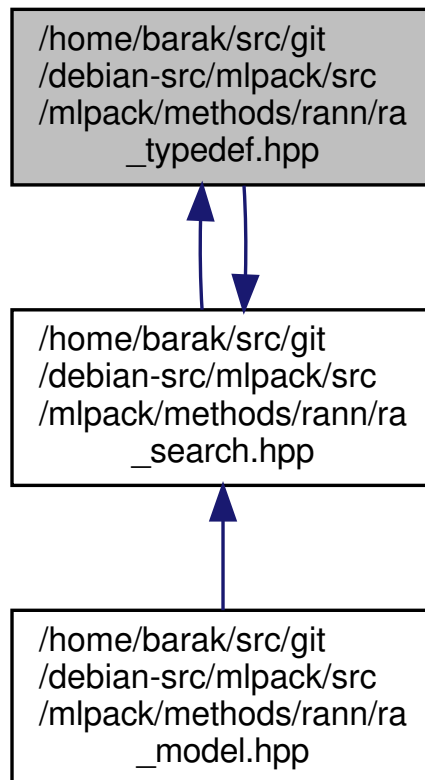 /home/barak/src/git
/debian-src/mlpack/src
/mlpack/methods/rann/ra
_typedef.hpp
/home/barak/src/git
/debian-src/mlpack/src
/mlpack/methods/rann/ra
_search.hpp
/home/barak/src/git
/debian-src/mlpack/src
/mlpack/methods/rann/ra
_model.hpp